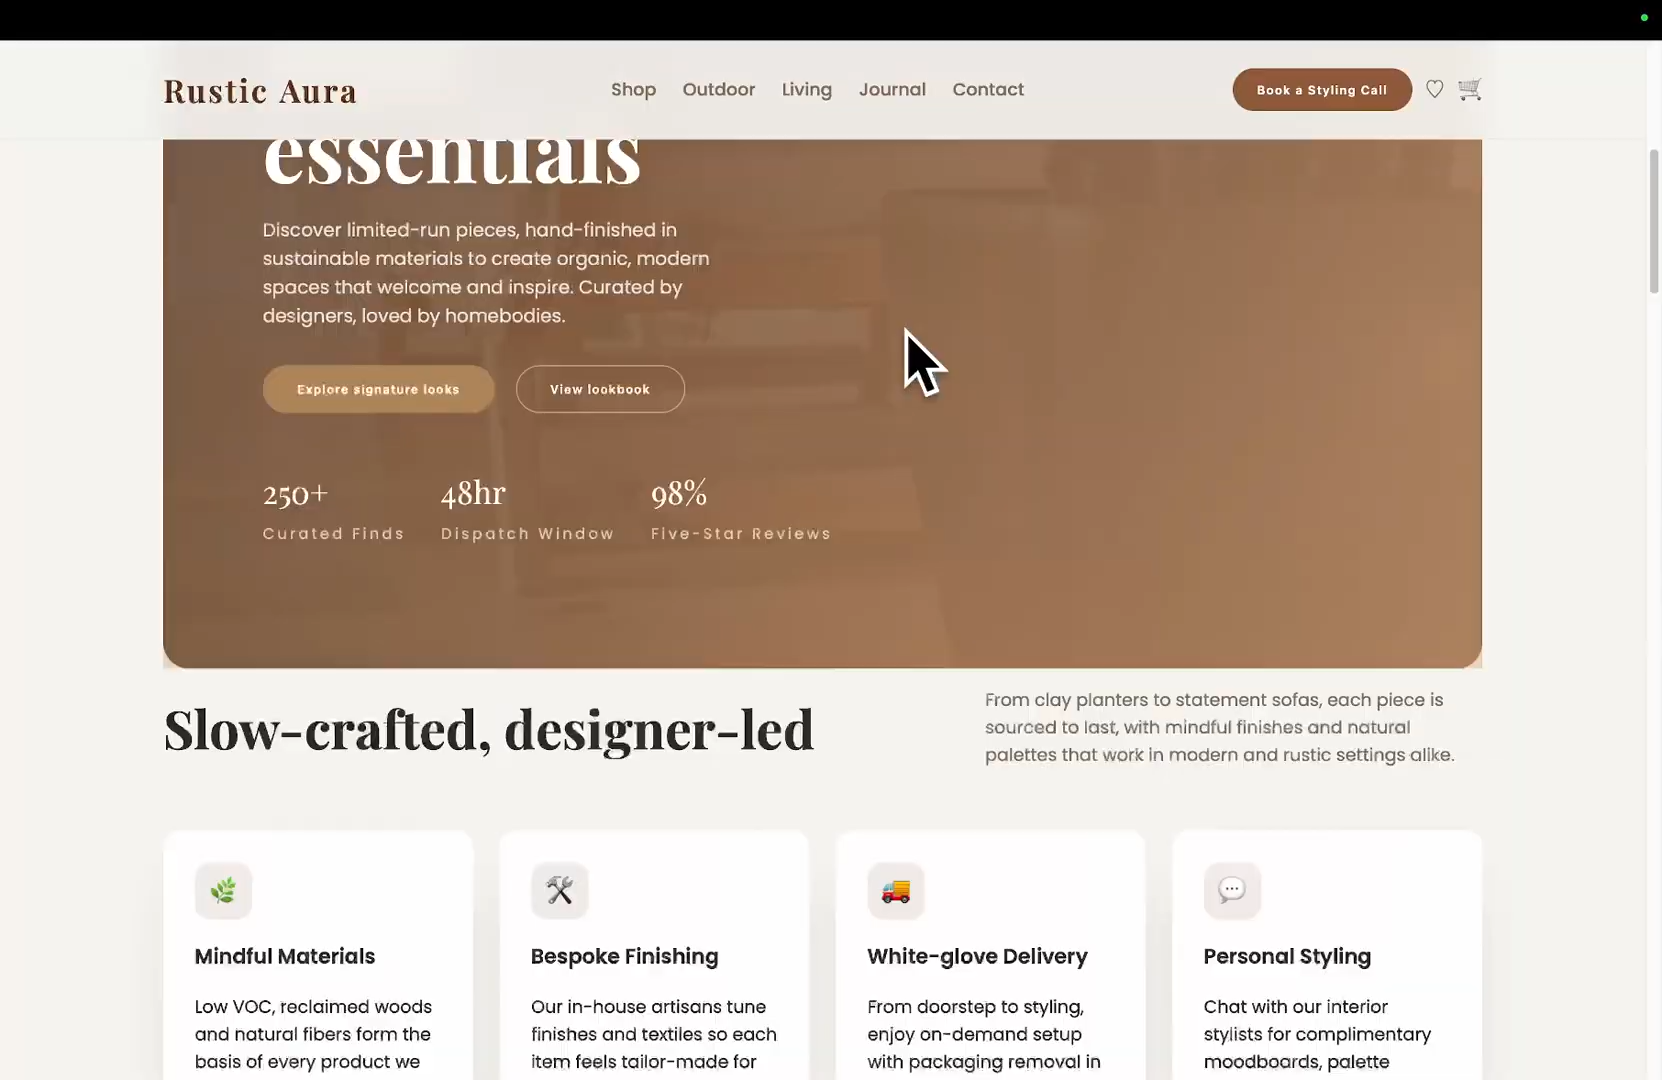 Rustic Aura
Shop Outdoor Living Journal Contact
Book a Styling Call
essentials
Discover limited-run pieces, hand-finished in
sustainable materials to create organic, modern
spaces that welcome and inspire. Curated by
designers, loved by homebodies.
Explore signature looks
View lookbook
250+
Curated Finds
48hr
Dispatch Window
98%
Five-Star Reviews
Slow-crafted, designer-led
From clay planters to statement sofas, each piece is
sourced to last, with mindful finishes and natural
palettes that work in modern and rustic settings alike.
Mindful Materials
Low VOC, reclaimed woods
and natural fibers form the
basis of every product we
Bespoke Finishing
Our in-house artisans tune
finishes and textiles so each
item feels tailor-made for
White-glove Delivery
From doorstep to styling,
enjoy on-demand setup
with packaging removal in
Personal Styling
Chat with our interior
stylists for complimentary
moodboards, palette